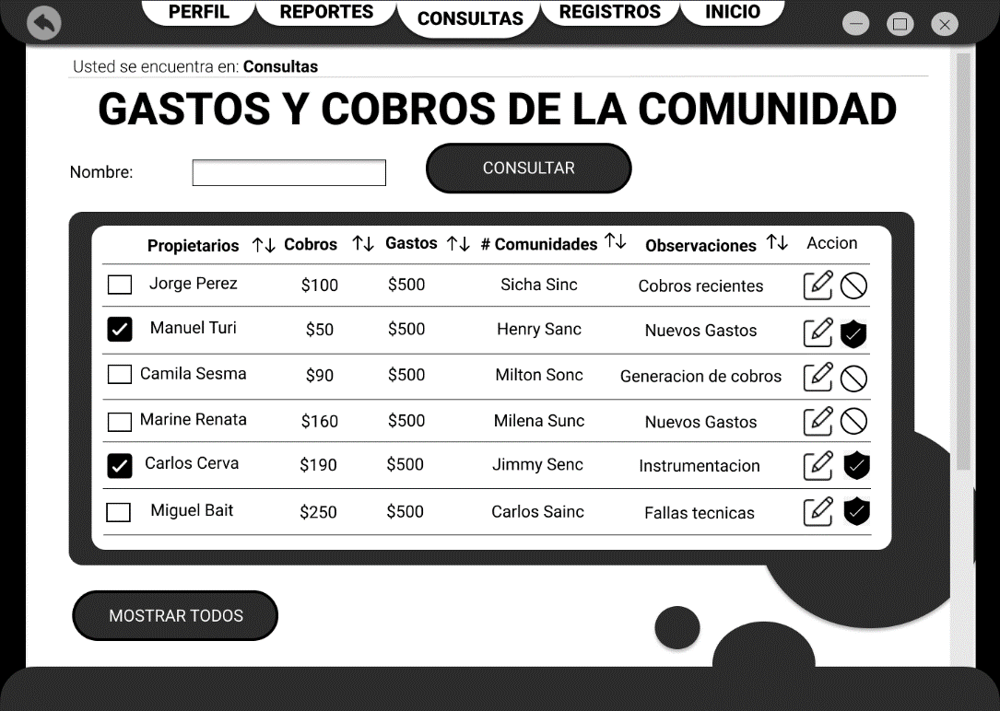 PERFIL REPORTES CONSULTAS REGISTROS INICIO
Usted se encuentra en: Consultas
GASTOS Y COBROS DE LA COMUNIDAD
Nombre: CONSULTAR
Propietarios Cobros Gastos # Comunidades Observaciones Accion
Jorge Perez $100 $500 Sicha Sinc Cobros recientes
Manuel Turi $50 $500 Henry Sanc Nuevos Gastos
Camila Sesma $90 $500 Milton Sonc Generacion de cobros
Marine Renata $160 $500 Milena Sunc Nuevos Gastos
Carlos Cerva $190 $500 Jimmy Senc Instrumentacion
Miguel Bait $250 $500 Carlos Sainc Fallas tecnicas
MOSTRAR TODOS